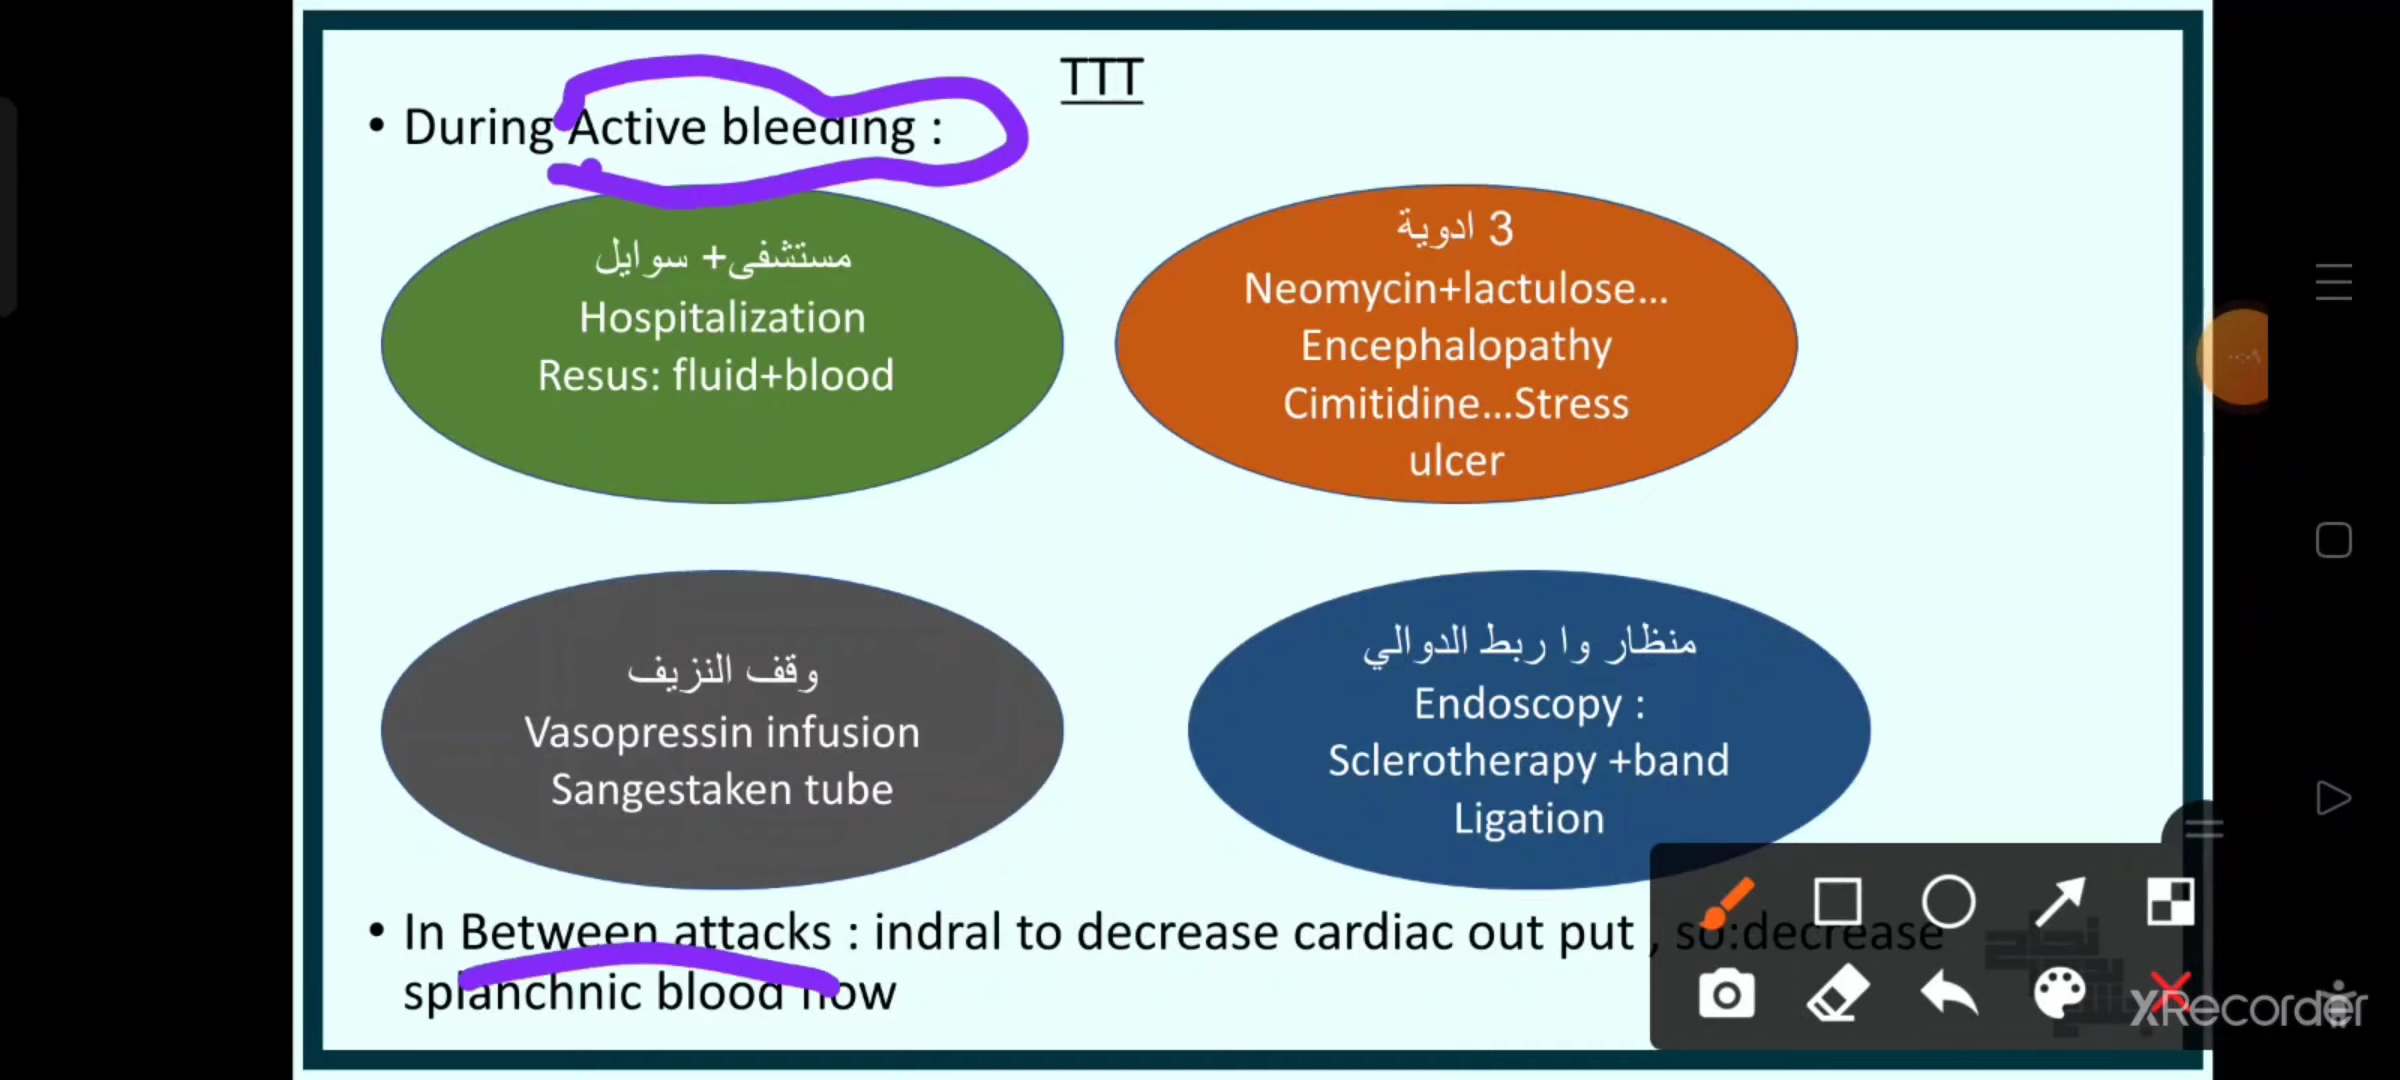 TTT
• During Active bleeding :
مستشفى+ سوايل
Hospitalization
Resus: fluid+blood
3 ادوية
Neomycin+lactulose...
Encephalopathy
Cimitidine...Stress
ulcer
وقف النزيف
Vasopressin infusion
Sangestaken tube
منظار وا ربط الدوالي
Endoscopy :
Sclerotherapy +band
Ligation
• In Between attacks : indral to decrease cardiac out put , so:decrease
splanchnic blood flow
XRecorder